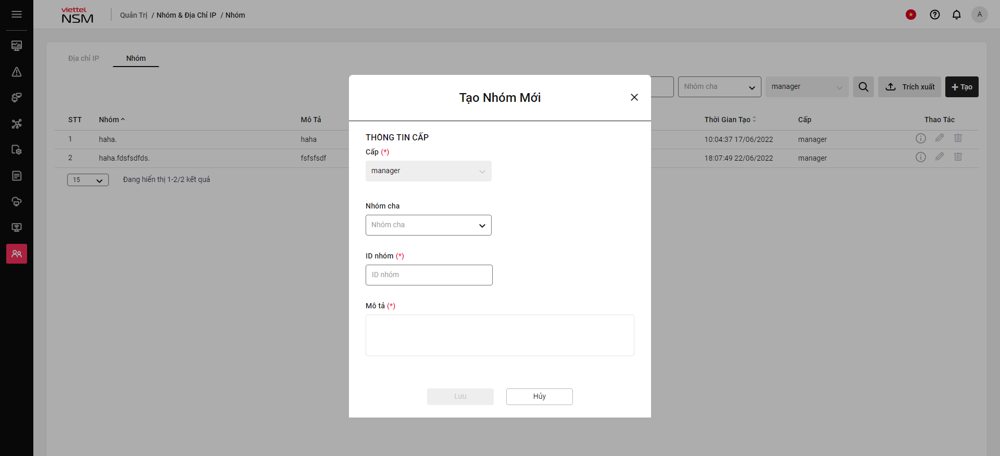 viettel
NSM
Quản Trị / Nhóm & Địa Chỉ IP / Nhóm
A
Địa chỉ IP
Nhóm
Nhóm cha
manager
Trích xuất
Tạo
STT Nhóm Mô Tả Thời Gian Tạo Cấp Thao Tác
1 haha. haha 10:04:37 17/06/2022 manager
2 haha.fdsfsdfds. fsfsfsdf 18:07:49 22/06/2022 manager
15 Đang hiển thị 1-2/2 kết quả
Tạo Nhóm Mới
THÔNG TIN CẤP
Cấp (*)
manager
Nhóm cha
Nhóm cha
ID nhóm (*)
ID nhóm
Mô tả (*)
Lưu
Hủy